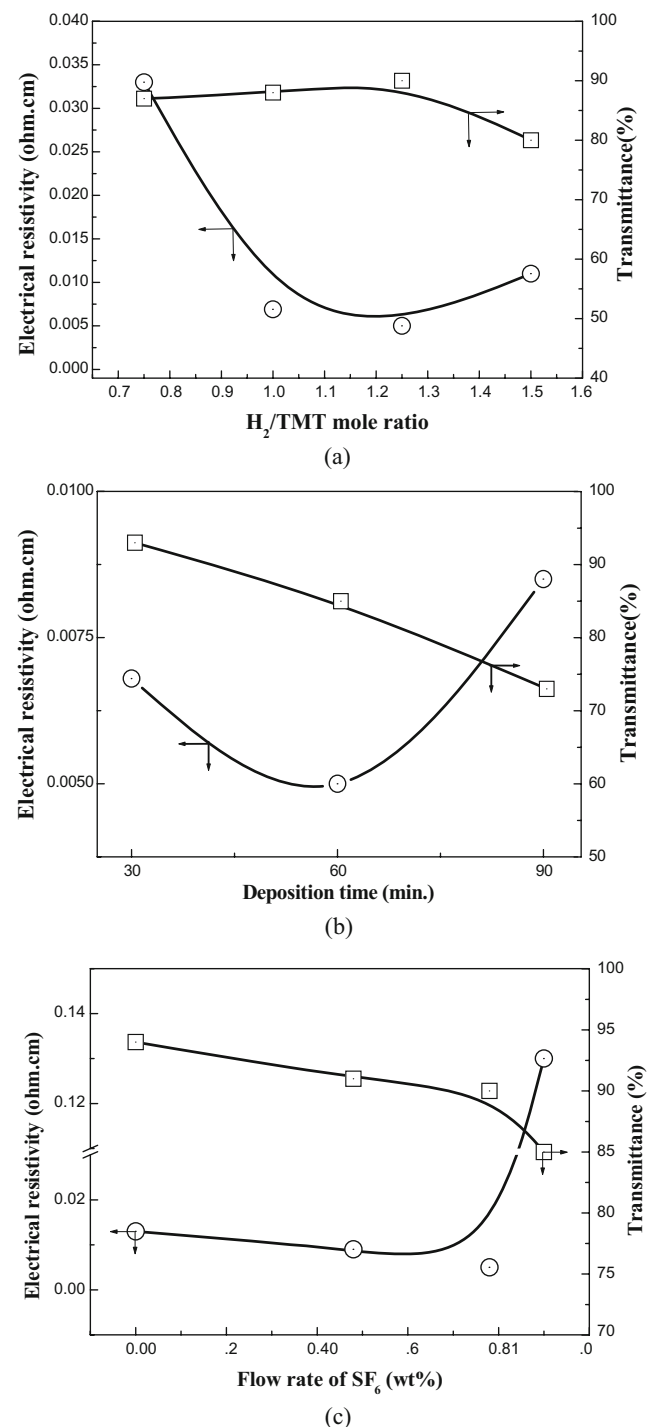 0.040
0.035
0.030
0.025
0.020
0.015
0.010
0.005
0.000
Electrical resistivity (ohm.cm)
100
90
80
70
60
50
40
Transmittance(%)
0.7 0.8 0.9 1.0 1.1 1.2 1.3 1.4 1.5 1.6
H₂/TMT mole ratio
(a)
0.0100
0.0075
0.0050
Electrical resistivity (ohm.cm)
100
90
80
70
60
50
Transmittance(%)
30 60 90
Deposition time (min.)
(b)
0.14
0.12
0.02
0.00
Electrical resistivity (ohm.cm)
100
95
90
85
80
75
70
Transmittance (%)
0.00 .2 0.40 .6 0.81 .0
Flow rate of SF₆ (wt%)
(c)